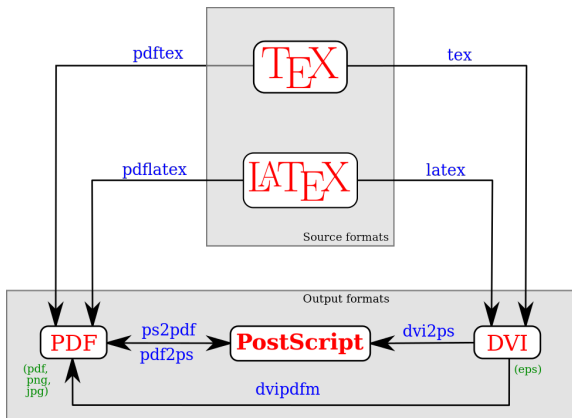 pdftex
TEX
tex
pdflatex
LATEX
latex
Source formats
Output formats
PDF
ps2pdf
pdf2ps
PostScript
dvi2ps
DVI
(pdf,
png,
jpg)
(eps)
dvipdfm